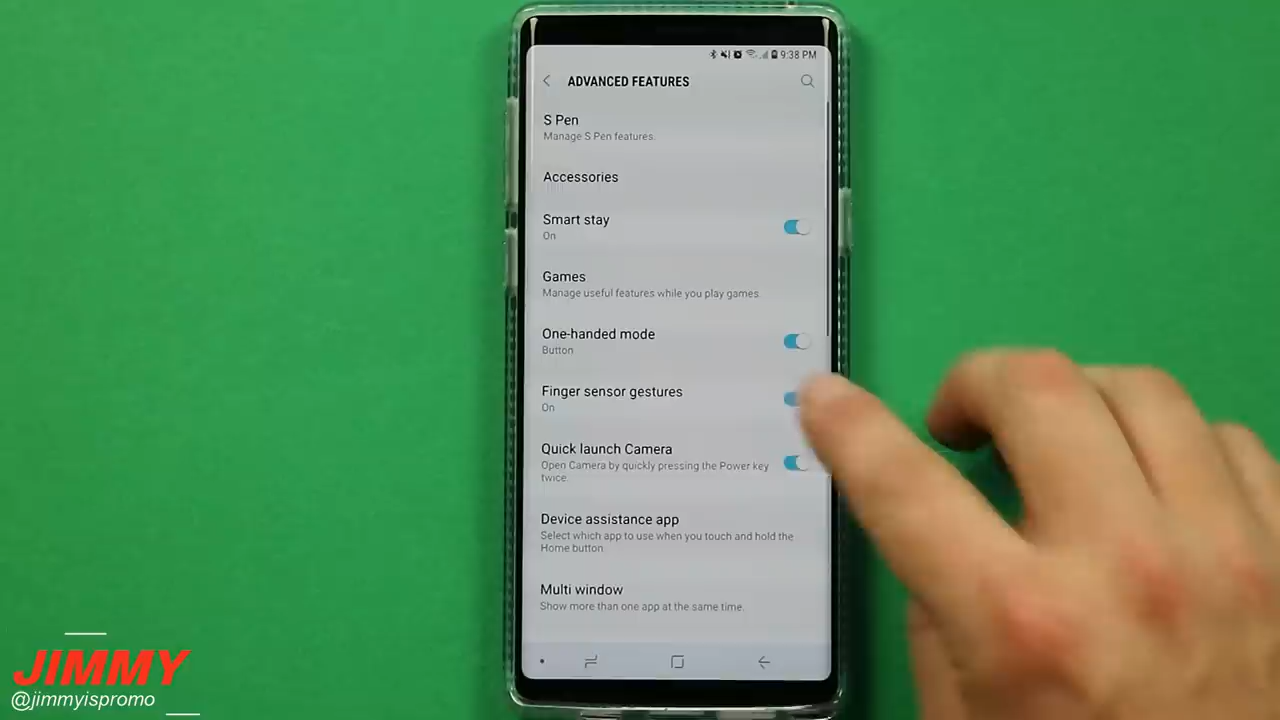 9:38 PM
ADVANCED FEATURES
S Pen
Manage S Pen features.
Accessories
Smart stay
On
Games
Manage useful features while you play games.
One-handed mode
Button
Finger sensor gestures
On
Quick launch Camera
Open Camera by quickly pressing the Power key
twice.
Device assistance app
Select which app to use when you touch and hold the
Home button.
Multi window
Show more than one app at the same time.
JIMMY
@jimmyispromo